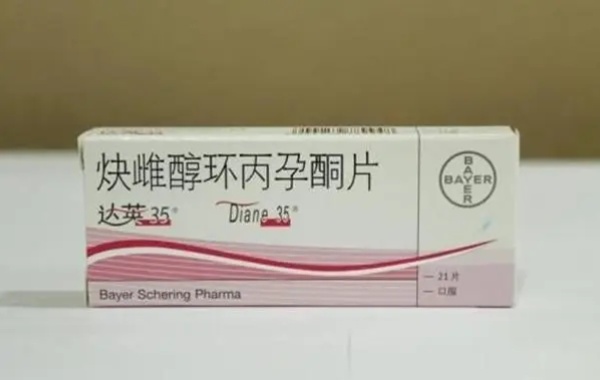 炔雌醇环丙孕酮片
达英-35®
Diane-35®
BAYER
BAYER
— 21片
— 口服
Bayer Schering Pharma